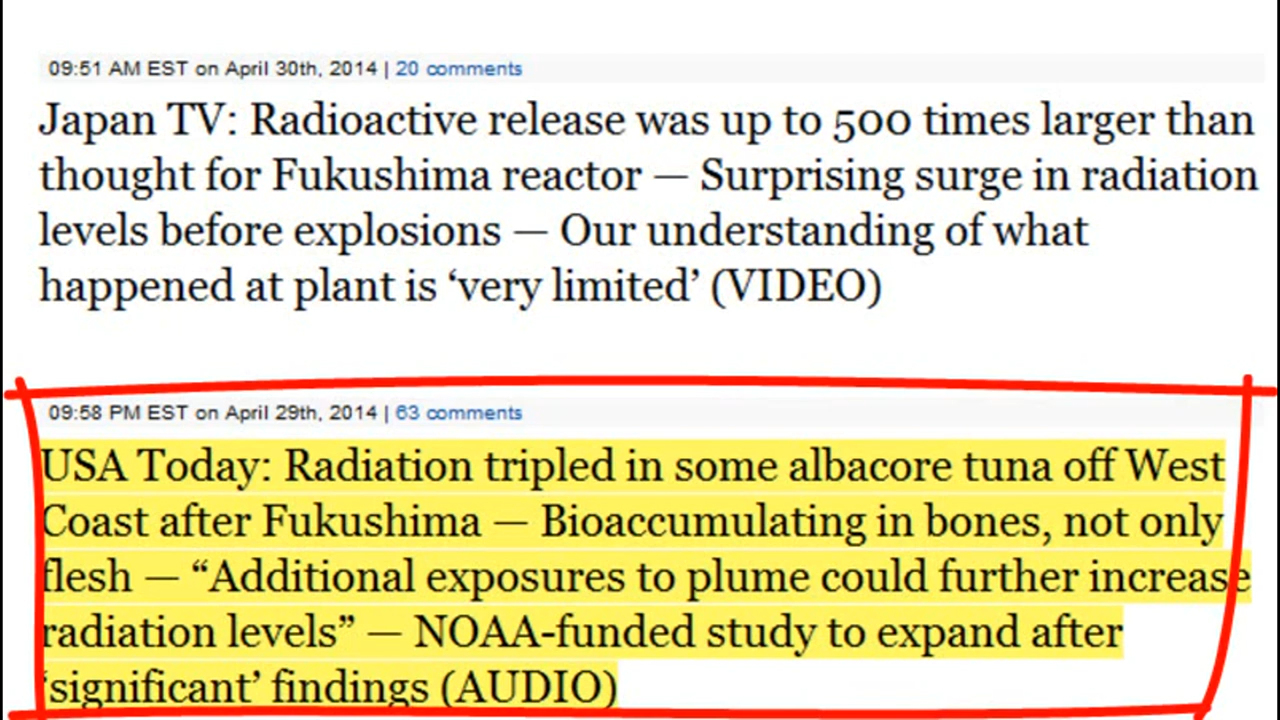 09:51 AM EST on April 30th, 2014 | 20 comments
Japan TV: Radioactive release was up to 500 times larger than
thought for Fukushima reactor — Surprising surge in radiation
levels before explosions — Our understanding of what
happened at plant is ‘very limited’ (VIDEO)
09:58 PM EST on April 29th, 2014 | 63 comments
USA Today: Radiation tripled in some albacore tuna off West
Coast after Fukushima — Bioaccumulating in bones, not only
flesh — “Additional exposures to plume could further increase
radiation levels” — NOAA-funded study to expand after
‘significant’ findings (AUDIO)